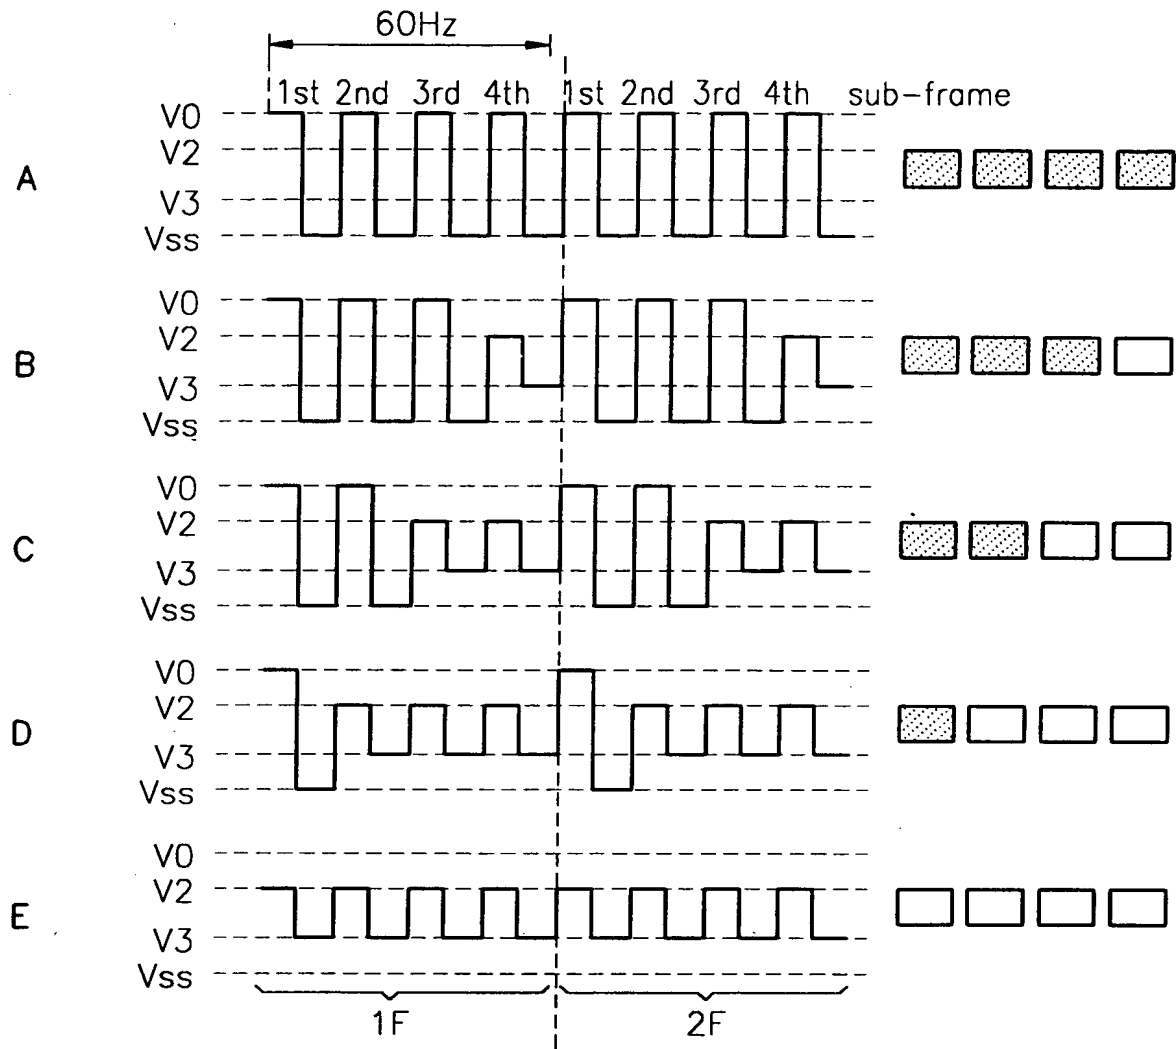 60Hz
1st 2nd 3rd 4th 1st 2nd 3rd 4th sub-frame
V0
V2
A
V3
Vss
V0
V2
B
V3
Vss
V0
V2
C
V3
Vss
V0
V2
D
V3
Vss
V0
V2
E
V3
Vss
1F 2F